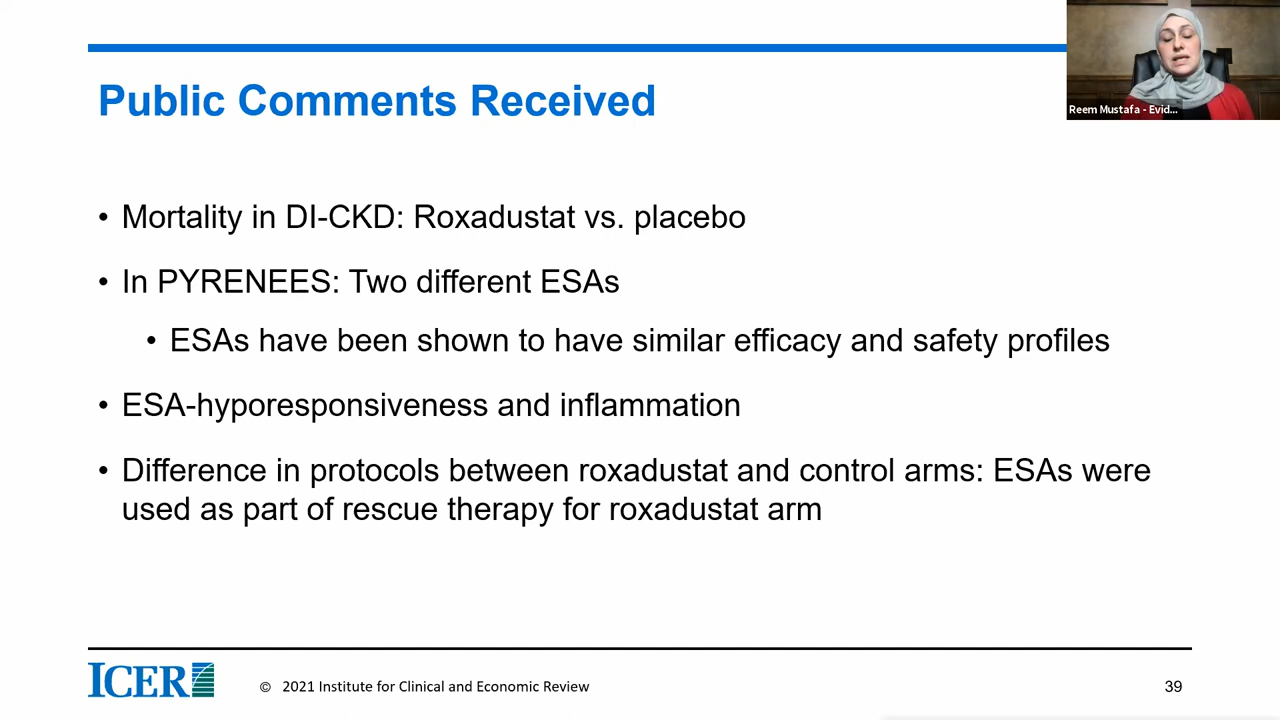 Public Comments Received
Reem Mustafa - Evid...
• Mortality in DI-CKD: Roxadustat vs. placebo
• In PYRENEES: Two different ESAs
• ESAs have been shown to have similar efficacy and safety profiles
• ESA-hyporesponsiveness and inflammation
• Difference in protocols between roxadustat and control arms: ESAs were
used as part of rescue therapy for roxadustat arm
ICER
© 2021 Institute for Clinical and Economic Review
39